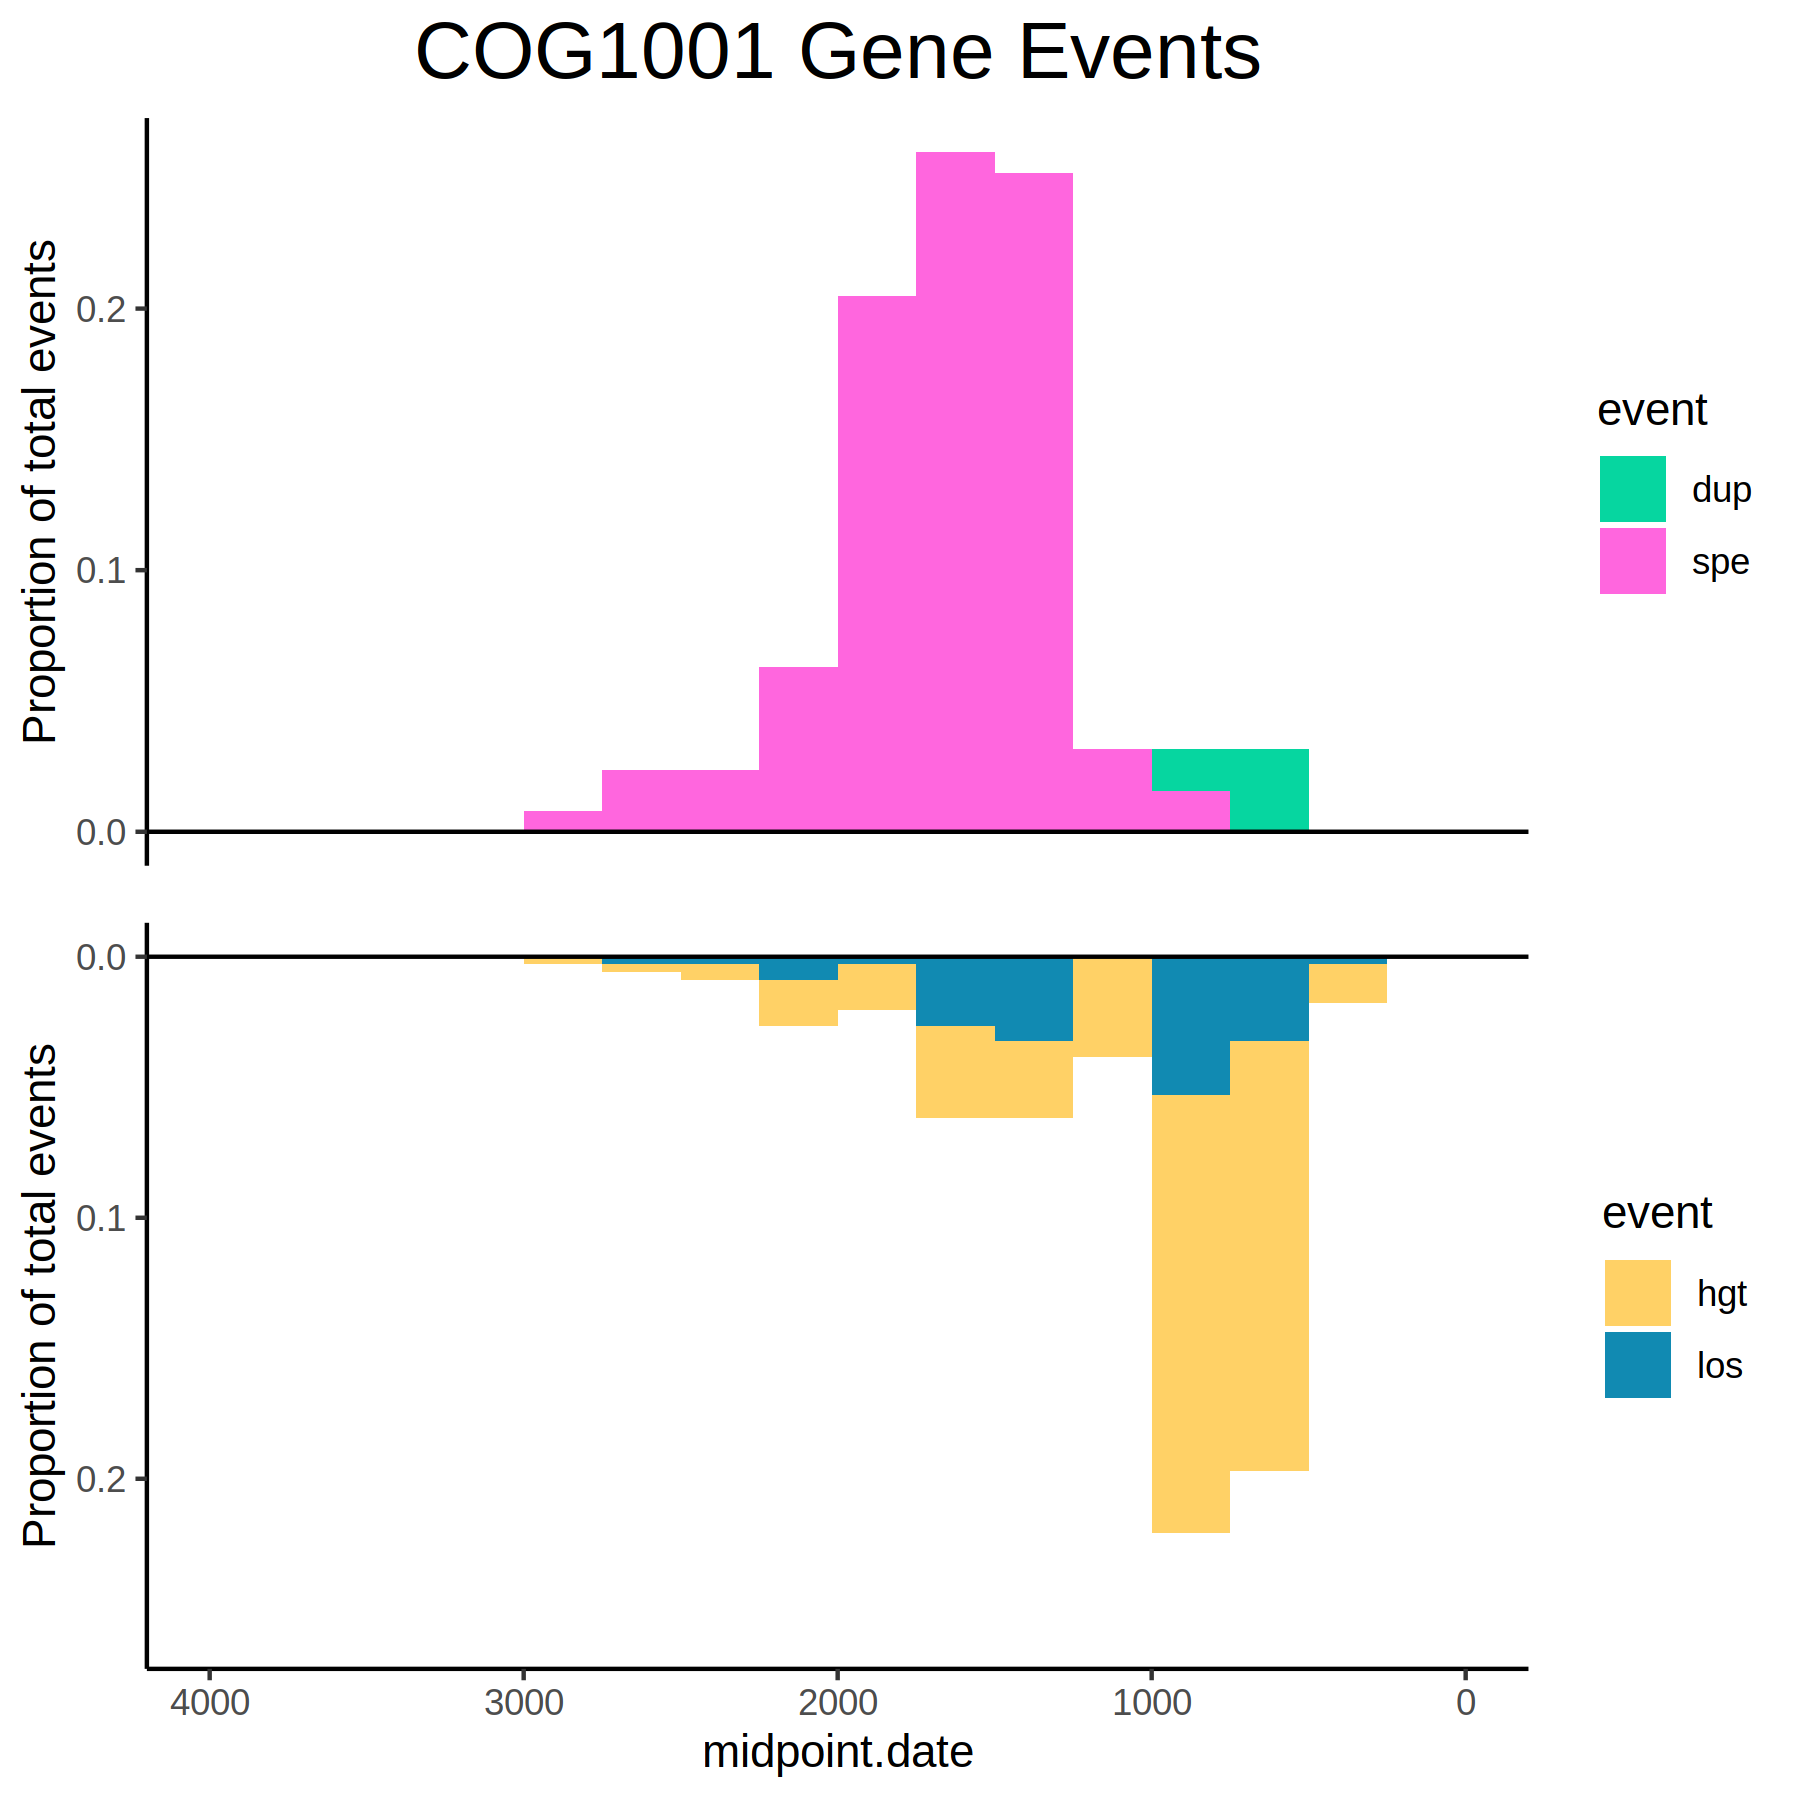 COG1001 Gene Events
Proportion of total events
0.2
0.1
0.0
event
dup
spe
Proportion of total events
0.0
0.1
0.2
event
hgt
los
4000 3000 2000 1000 0
midpoint.date